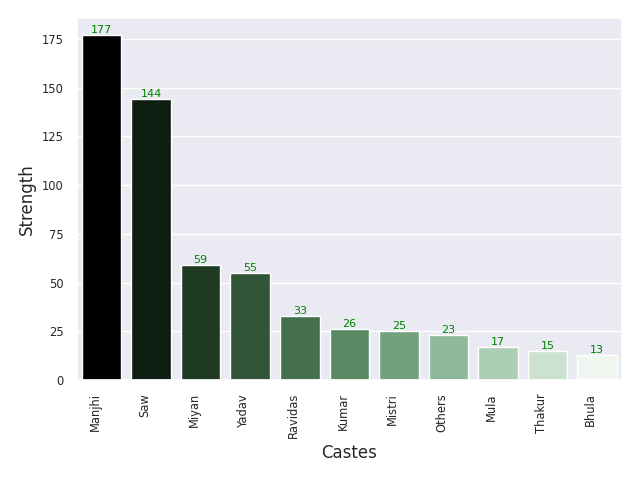 177
175
150
144
125
100
75
59
55
50
33
26
25
23
25
17
15
13
0
Strength
Manjhi
Saw
Miyan
Yadav
Ravidas
Kumar
Mistri
Others
Mula
Thakur
Bhula
Castes